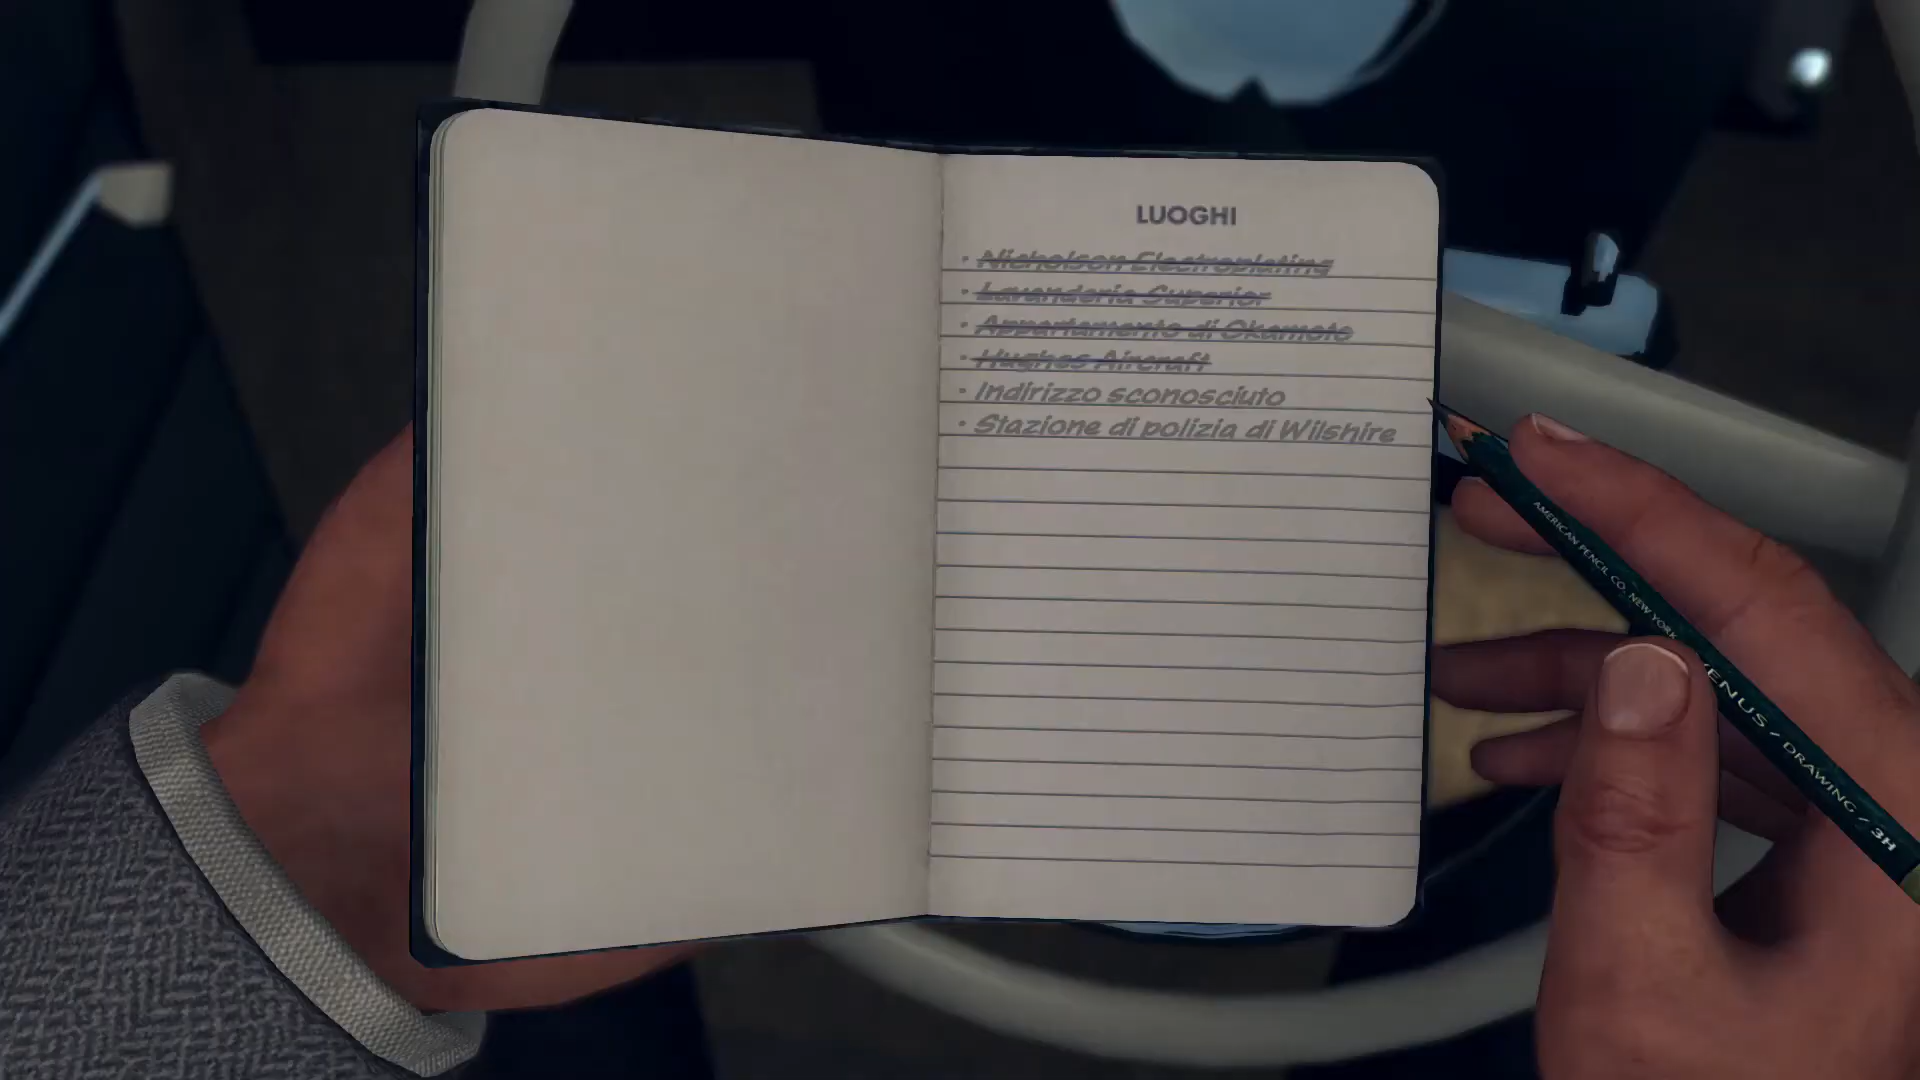 LUOGHI
· Nicholson Electroplating
· Lavanderia Superior
· Appartamento di Okamoto
· Hughes Aircraft
· Indirizzo sconosciuto
· Stazione di polizia di Wilshire
AMERICAN PENCIL CO. NEW YORK
VENUS / DRAWING / 3H